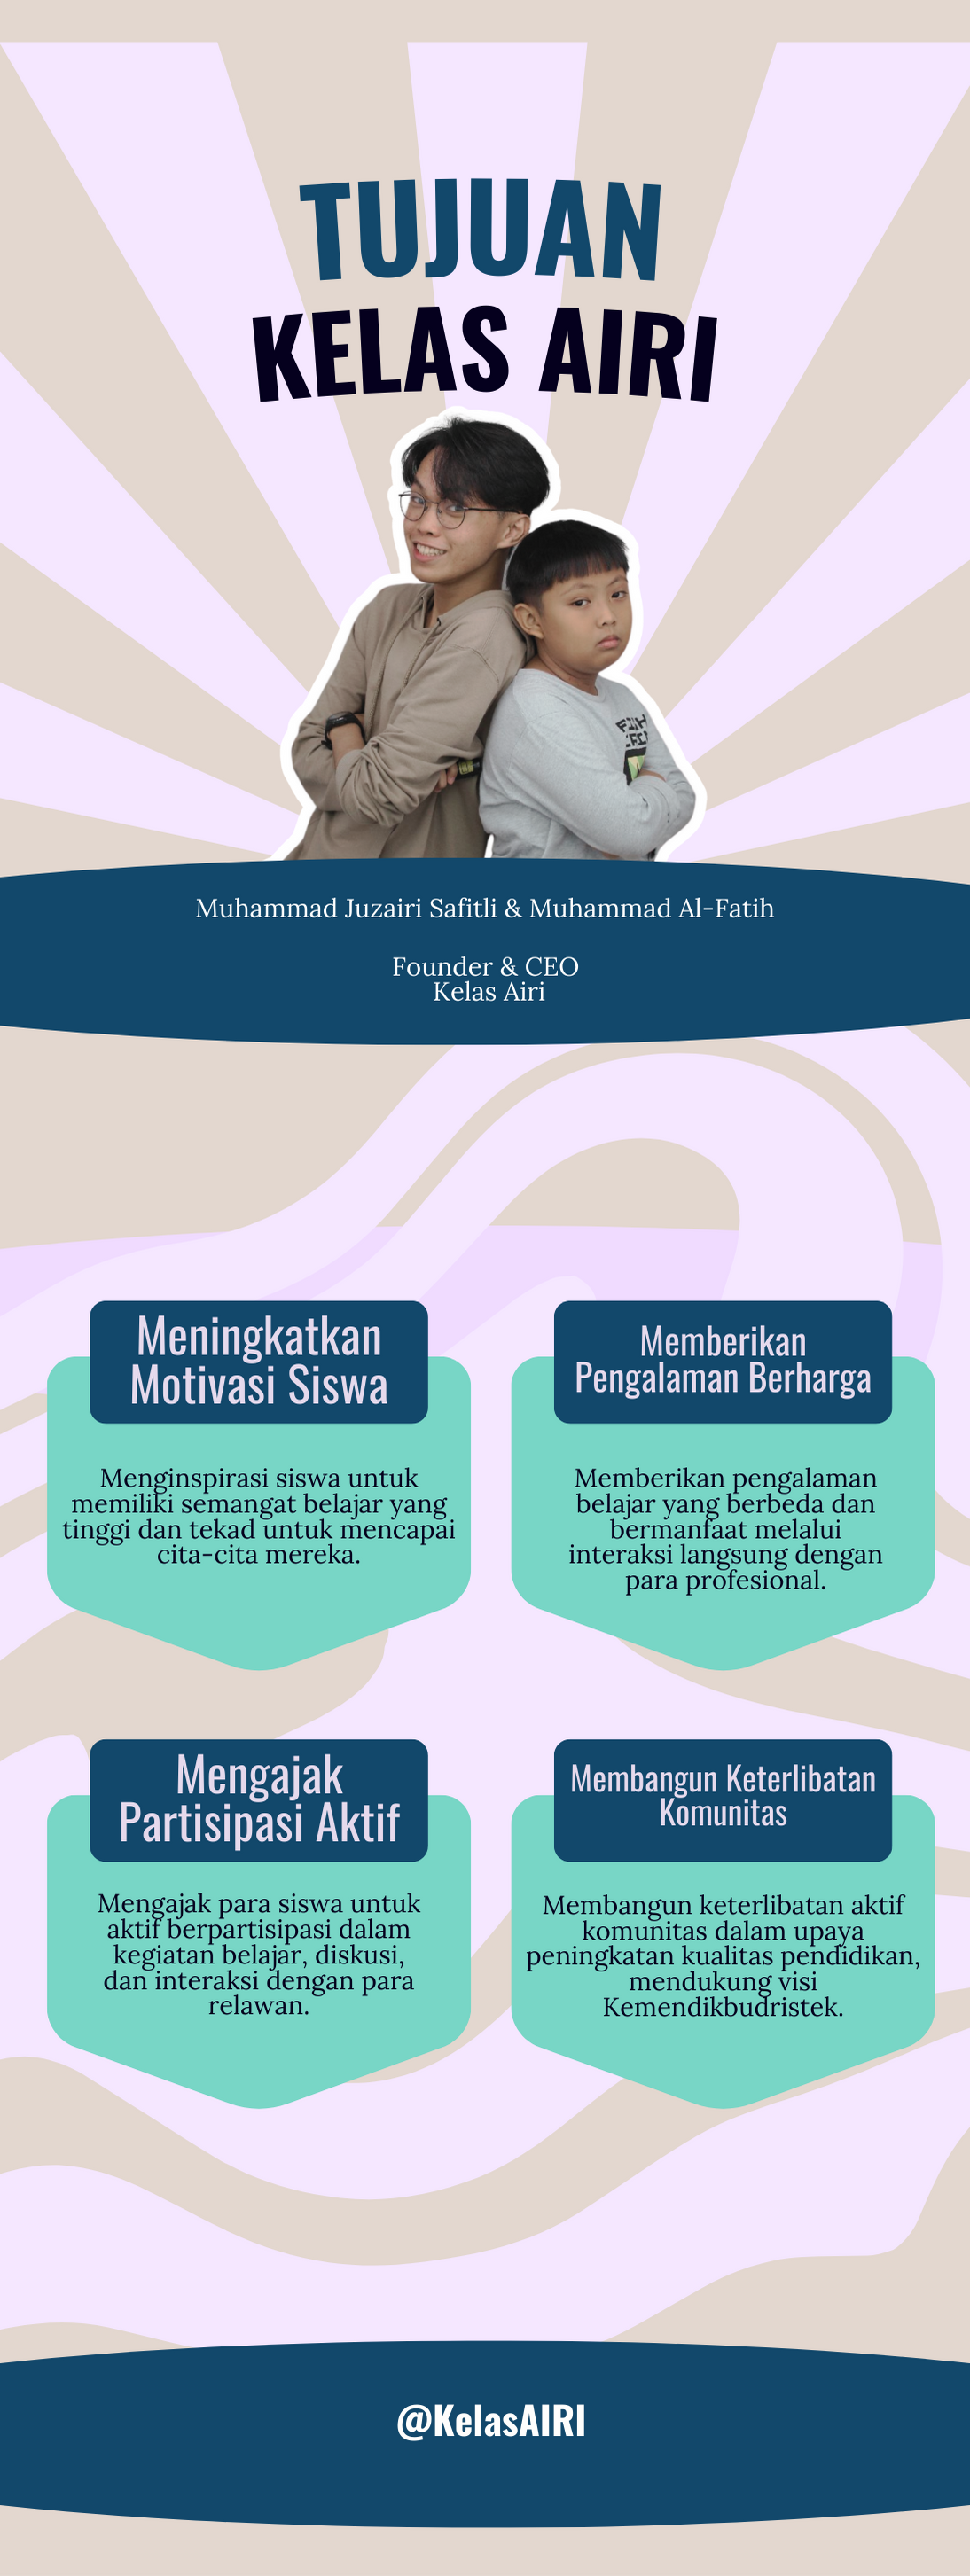 TUJUAN
KELAS AIRI
Muhammad Juzairi Safitli & Muhammad Al-Fatih
Founder & CEO
Kelas Airi
Meningkatkan
Motivasi Siswa
Menginspirasi siswa untuk
memiliki semangat belajar yang
tinggi dan tekad untuk mencapai
cita-cita mereka.
Memberikan
Pengalaman Berharga
Memberikan pengalaman
belajar yang berbeda dan
bermanfaat melalui
interaksi langsung dengan
para profesional.
Mengajak
Partisipasi Aktif
Mengajak para siswa untuk
aktif berpartisipasi dalam
kegiatan belajar, diskusi,
dan interaksi dengan para
relawan.
Membangun Keterlibatan
Komunitas
Membangun keterlibatan aktif
komunitas dalam upaya
peningkatan kualitas pendidikan,
mendukung visi
Kemendikbudristek.
@KelasAIRI